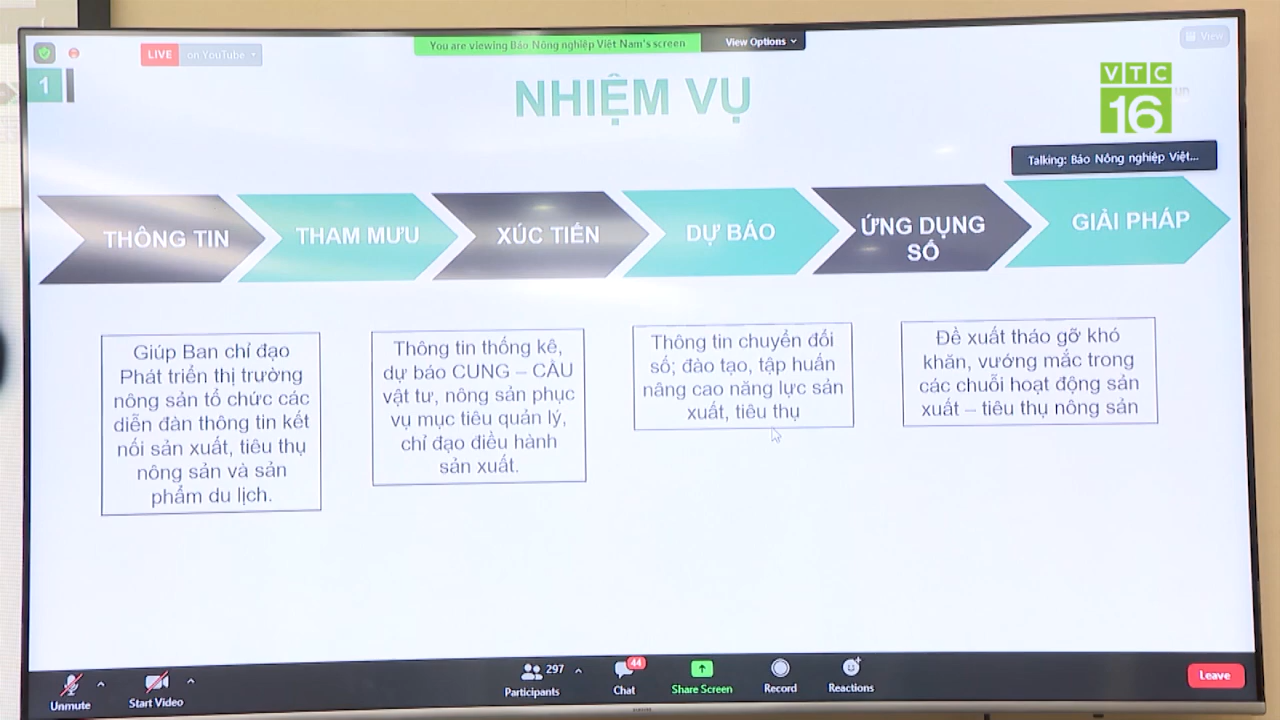 LIVE on YouTube
You are viewing Báo Nông nghiệp Việt Nam's screen
View Options
View
1
NHIỆM VỤ
VTC
16
Talking: Báo Nông nghiệp Việt...
THÔNG TIN
THAM MƯU
XÚC TIẾN
DỰ BÁO
ỨNG DỤNG
SỐ
GIẢI PHÁP
Giúp Ban chỉ đạo
Phát triển thị trường
nông sản tổ chức các
diễn đàn thông tin kết
nối sản xuất, tiêu thụ
nông sản và sản
phẩm du lịch.
Thông tin thống kê,
dự báo CUNG – CẦU
vật tư, nông sản phục
vụ mục tiêu quản lý,
chỉ đạo điều hành
sản xuất.
Thông tin chuyển đổi
số; đào tạo, tập huấn
nâng cao năng lực sản
xuất, tiêu thụ
Đề xuất tháo gỡ khó
khăn, vướng mắc trong
các chuỗi hoạt động sản
xuất – tiêu thụ nông sản
Unmute
Start Video
297
Participants
44
Chat
Share Screen
Record
Reactions
Leave